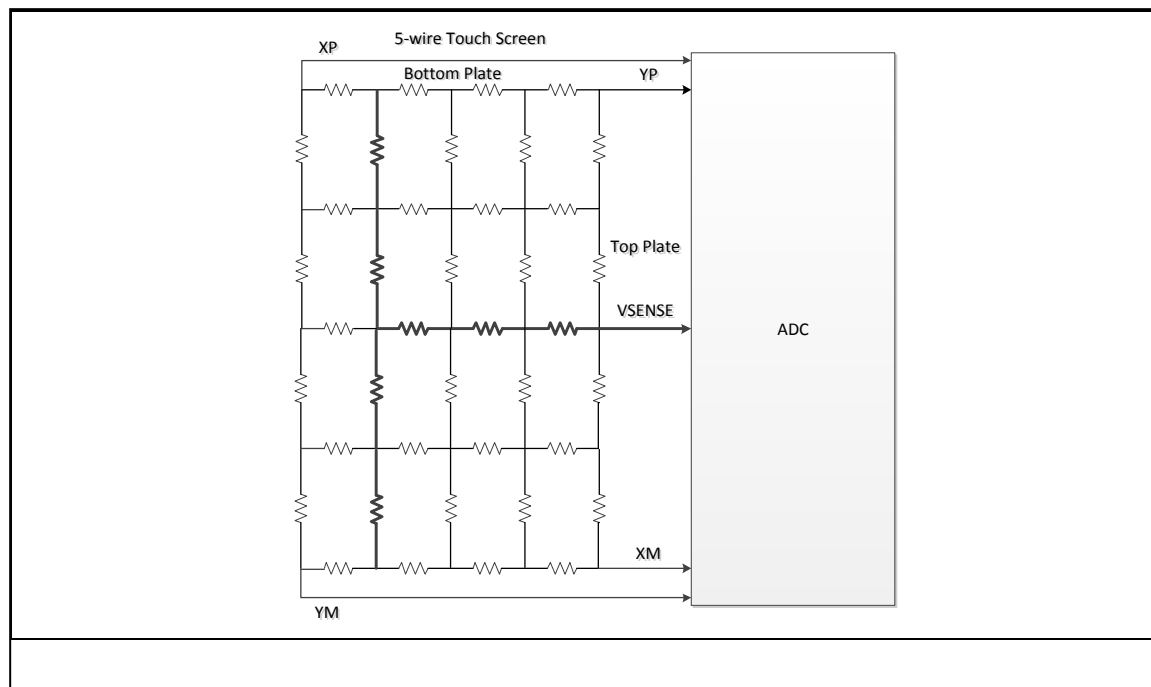 5-wire Touch Screen
XP
Bottom Plate
YP
Top Plate
VSENSE
ADC
XM
YM